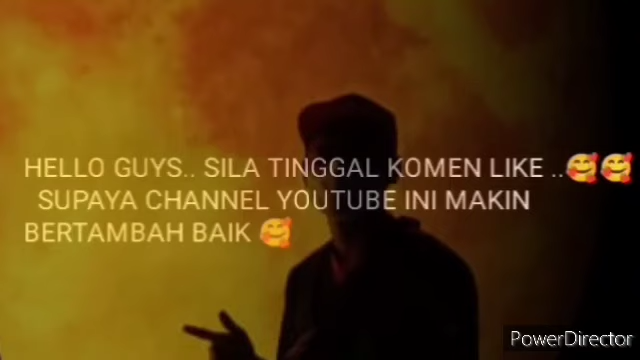 HELLO GUYS.. SILA TINGGAL KOMEN LIKE ..🥰🥰
SUPAYA CHANNEL YOUTUBE INI MAKIN
BERTAMBAH BAIK 🥰
PowerDirector